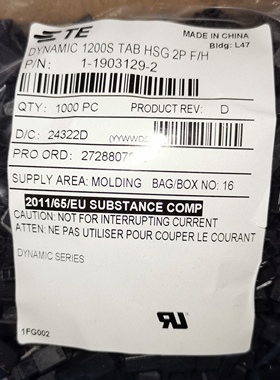 TE
MADE IN CHINA
Bldg: L47
DYNAMIC 1200S TAB HSG 2P F/H
P/N: 1-1903129-2
QTY: 1000 PC PRODUCT REV: D
D/C: 24322D (YYWWDS
PRO ORD: 2728807
SUPPLY AREA: MOLDING BAG/BOX NO: 16
2011/65/EU SUBSTANCE COMP
CAUTION: NOT FOR INTERRUPTING CURRENT
ATTEN: NE PAS UTILISER POUR COUPER LE COURANT
DYNAMIC SERIES
1FG002